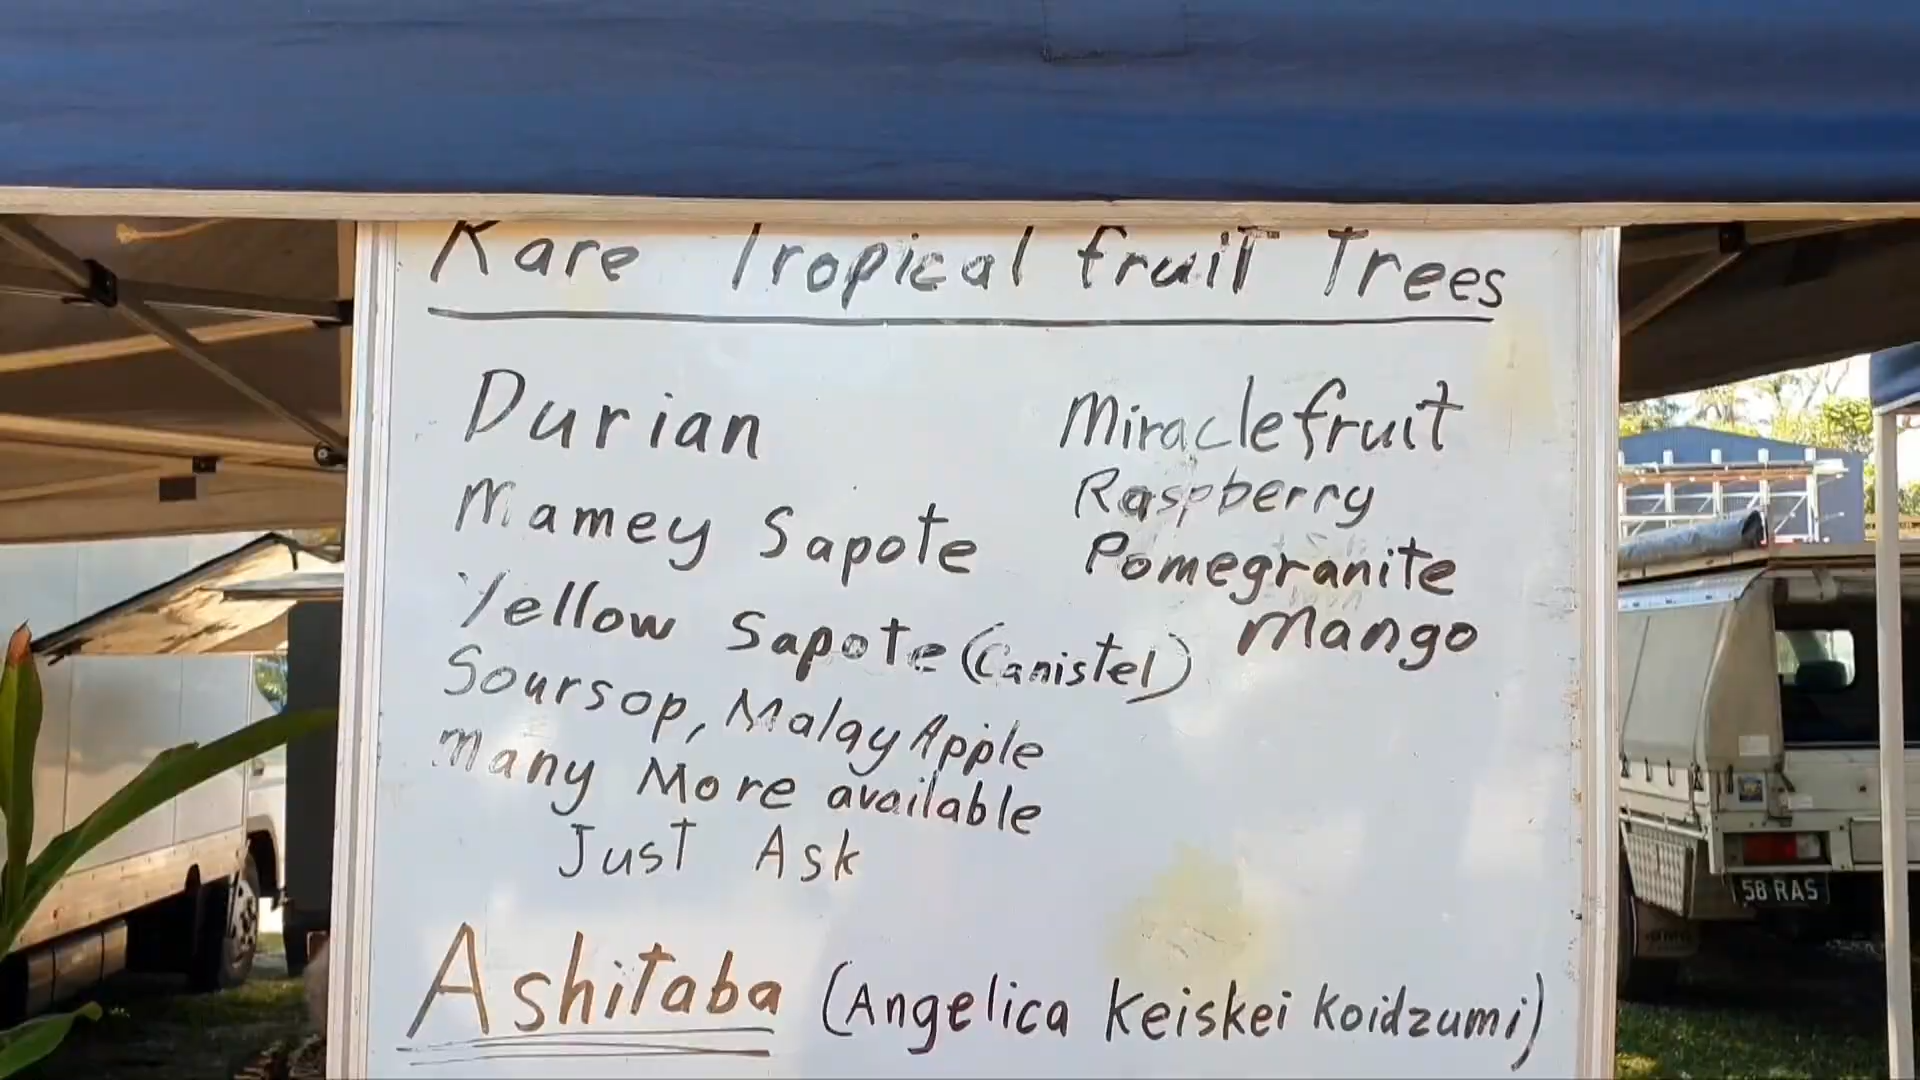 Rare Tropical fruit Trees
Durian
Mamey Sapote
Yellow Sapote (Canistel)
Soursop, Malay Apple
Many More available
Just Ask
Miraclefruit
Raspberry
Pomegranite
Mango
Ashitaba (Angelica Keiskei Koidzumi)
58 RAS